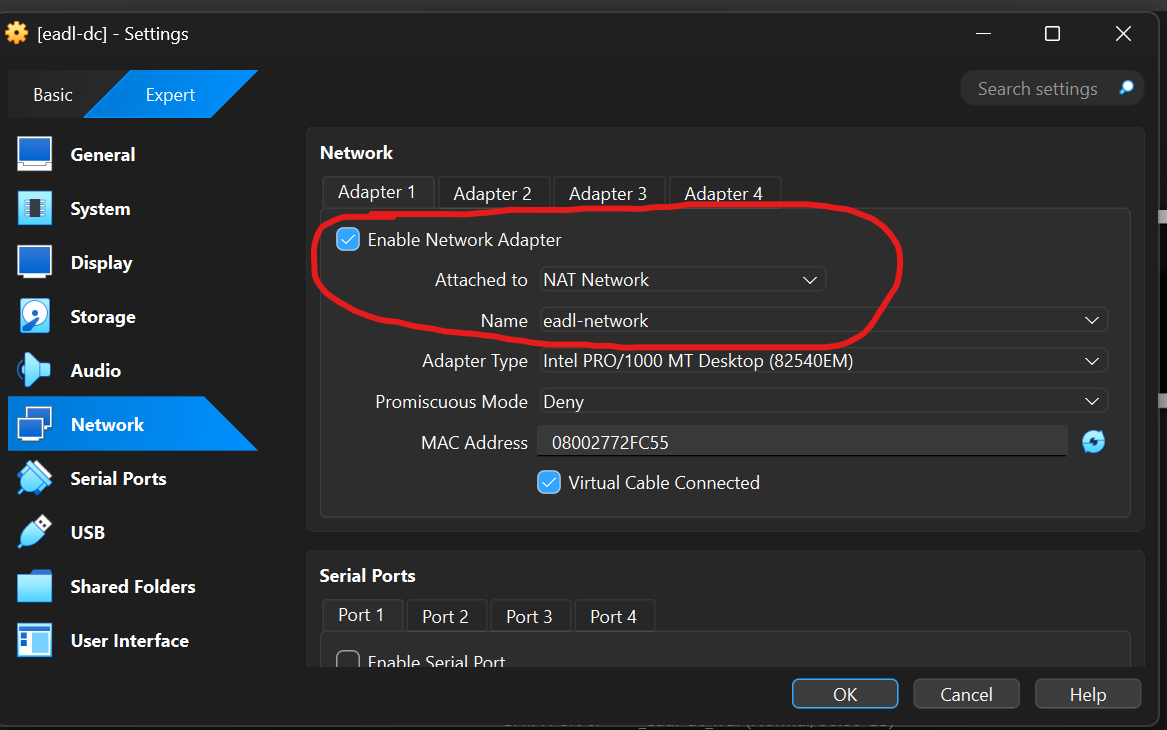 [eadl-dc] - Settings
Basic
Expert
Search settings
General
System
Display
Storage
Audio
Network
Serial Ports
USB
Shared Folders
User Interface
Network
Adapter 1
Adapter 2
Adapter 3
Adapter 4
Enable Network Adapter
Attached to NAT Network
Name eadl-network
Adapter Type Intel PRO/1000 MT Desktop (82540EM)
Promiscuous Mode Deny
MAC Address 08002772FC55
Virtual Cable Connected
Serial Ports
Port 1
Port 2
Port 3
Port 4
Enable Serial Port
OK
Cancel
Help